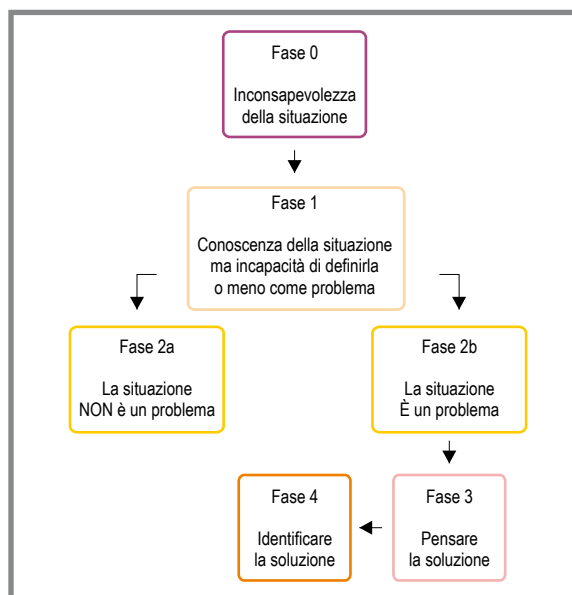 Fase 0
Inconsapevolezza
della situazione
Fase 1
Conoscenza della situazione
ma incapacità di definirla
o meno come problema
Fase 2a
La situazione
NON è un problema
Fase 2b
La situazione
È un problema
Fase 3
Pensare
la soluzione
Fase 4
Identificare
la soluzione